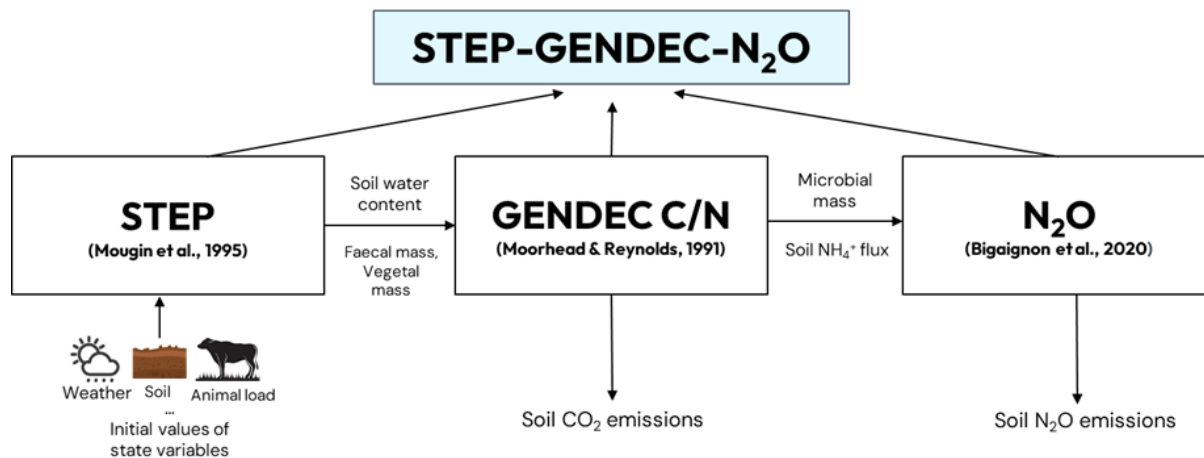 STEP-GENDEC-N₂O
STEP
(Mougin et al., 1995)
Soil water
content
Faecal mass,
Vegetal
mass
GENDEC C/N
(Moorhead & Reynolds, 1991)
Microbial
mass
Soil NH₄⁺ flux
N₂O
(Bigaignon et al., 2020)
Weather
Soil
Animal load
...
Initial values of
state variables
Soil CO₂ emissions
Soil N₂O emissions